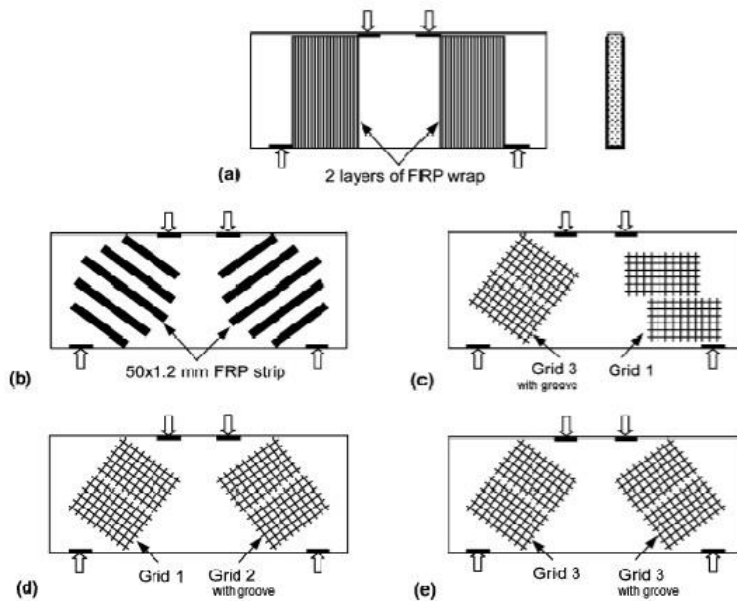 (a)
2 layers of FRP wrap
(b)
50x1.2 mm FRP strip
(c)
Grid 3
with groove
Grid 1
(d)
Grid 1
Grid 2
with groove
(e)
Grid 3
Grid 3
with groove